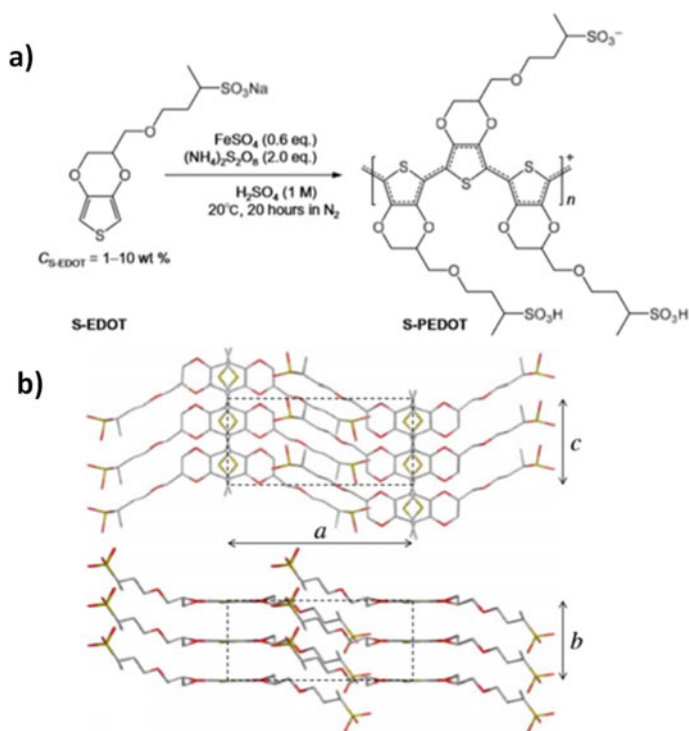 a)
SO₃Na
O
O
O
S
C_S-EDOT = 1–10 wt %
S-EDOT
FeSO₄ (0.6 eq.)
(NH₄)₂S₂O₈ (2.0 eq.)
H₂SO₄ (1 M)
20°C, 20 hours in N₂
SO₃⁻
O
O O
S S +
S n
O O O O
O O
SO₃H SO₃H
S-PEDOT
b)
c
a
b